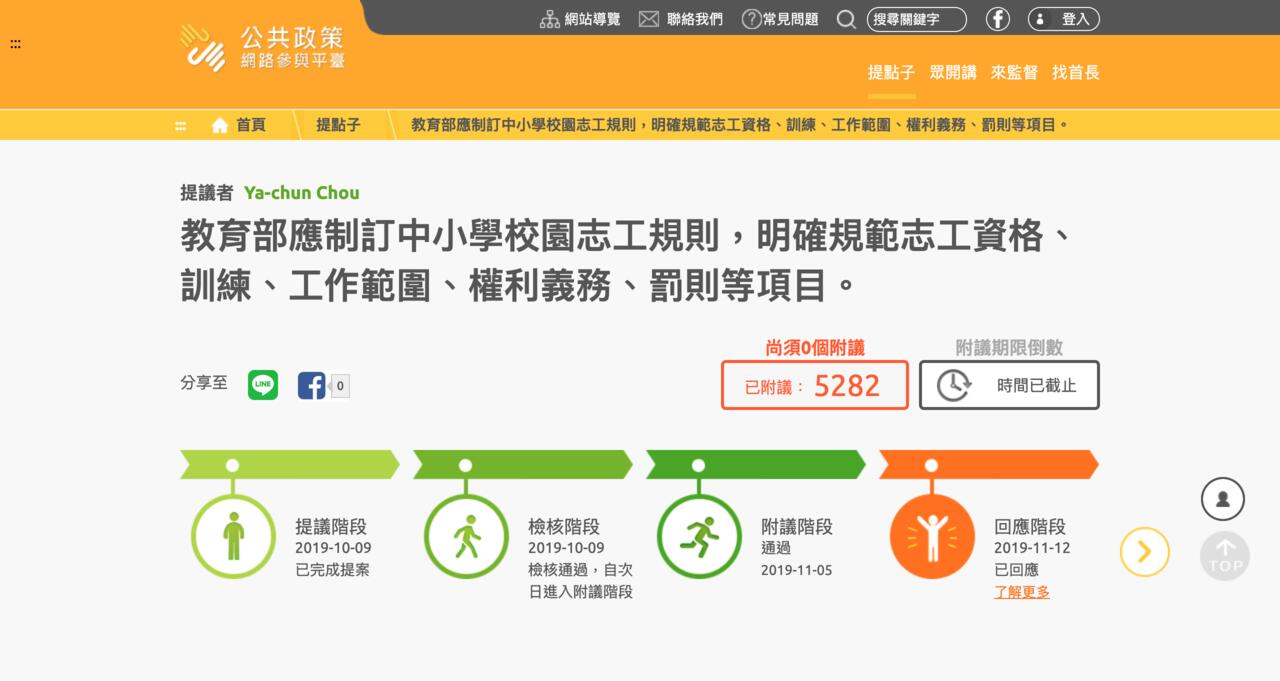 網站導覽
聯絡我們
常見問題
搜尋關鍵字
登入
公共政策
網路參與平臺
提點子
眾開講
來監督
找首長
首頁
提點子
教育部應制訂中小學校園志工規則，明確規範志工資格、訓練、工作範圍、權利義務、罰則等項目。
提議者 Ya-chun Chou
教育部應制訂中小學校園志工規則，明確規範志工資格、
訓練、工作範圍、權利義務、罰則等項目。
尚須0個附議
附議期限倒數
分享至
LINE
0
已附議： 5282
時間已截止
提議階段
2019-10-09
已完成提案
檢核階段
2019-10-09
檢核通過，自次
日進入附議階段
附議階段
通過
2019-11-05
回應階段
2019-11-12
已回應
了解更多
TOP